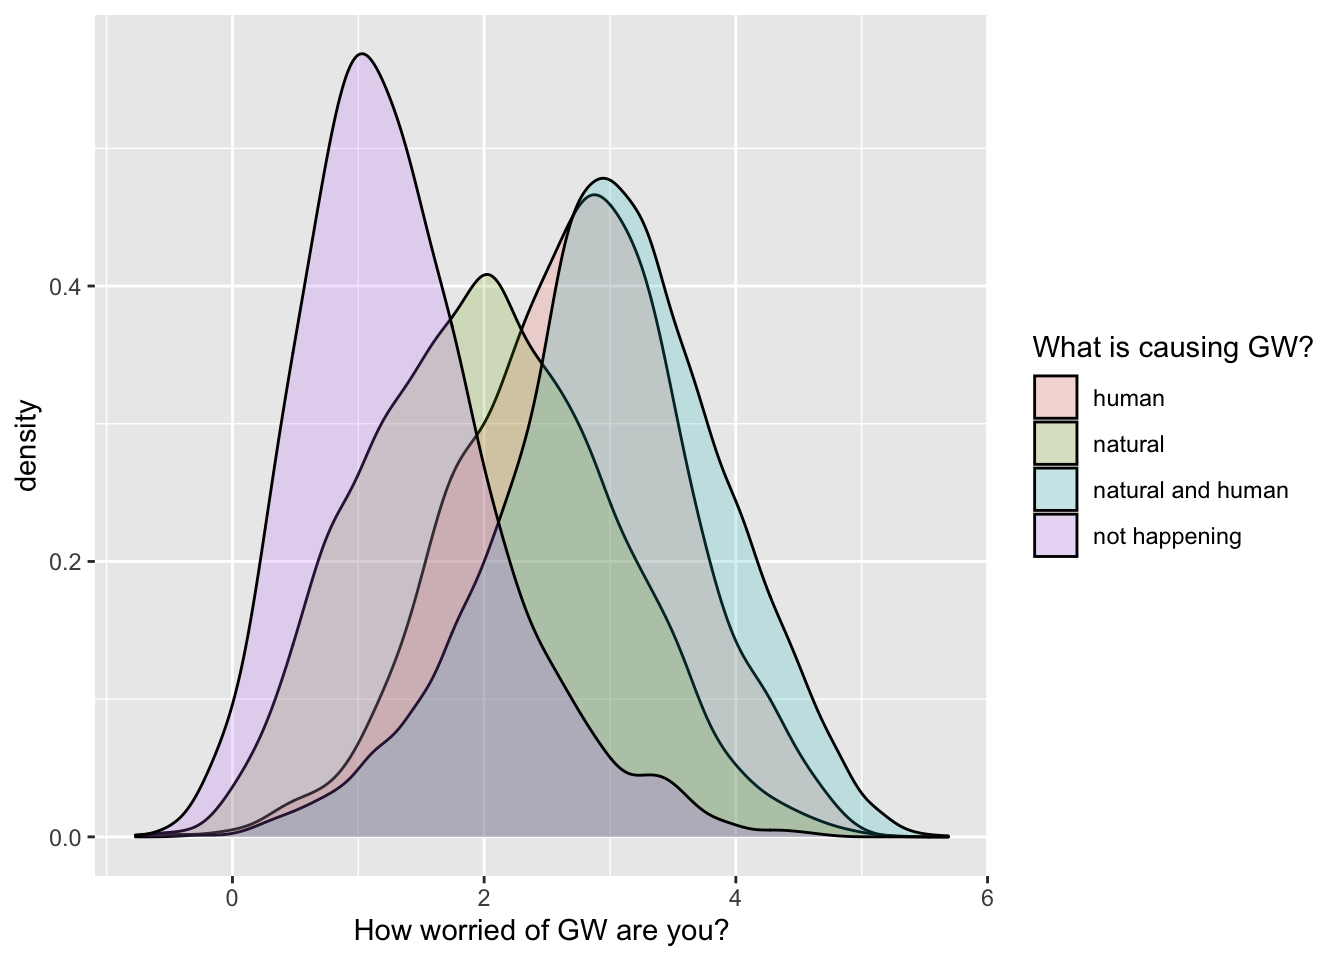 density
0.4
0.2
0.0
0
2
4
6
How worried of GW are you?
What is causing GW?
human
natural
natural and human
not happening